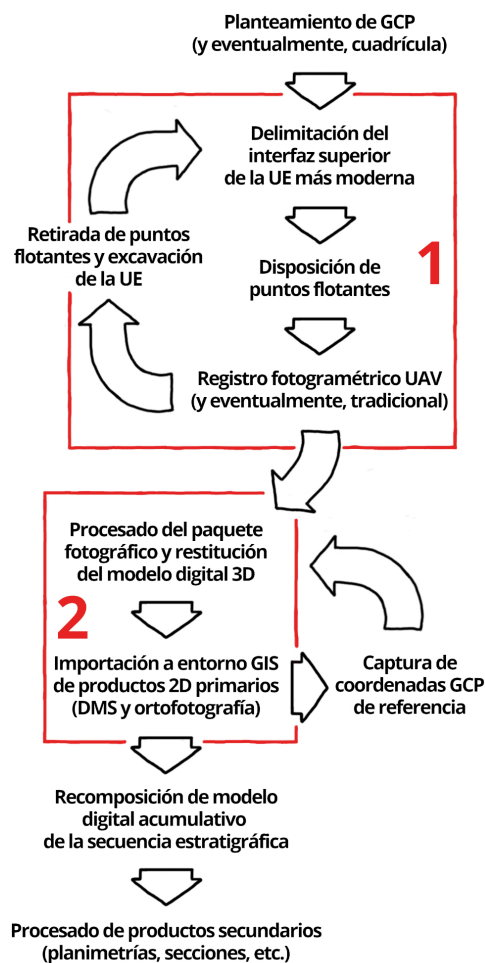 Planteamiento de GCP
(y eventualmente, cuadrícula)
Delimitación del
interfaz superior
de la UE más moderna
Retirada de puntos
flotantes y excavación
de la UE
1
Disposición de
puntos flotantes
Registro fotogramétrico UAV
(y eventualmente, tradicional)
Procesado del paquete
fotográfico y restitución
del modelo digital 3D
2
Importación a entorno GIS
de productos 2D primarios
(DMS y ortofotografía)
Captura de
coordenadas GCP
de referencia
Recomposición de modelo
digital acumulativo
de la secuencia estratigráfica
Procesado de productos secundarios
(planimetrías, secciones, etc.)